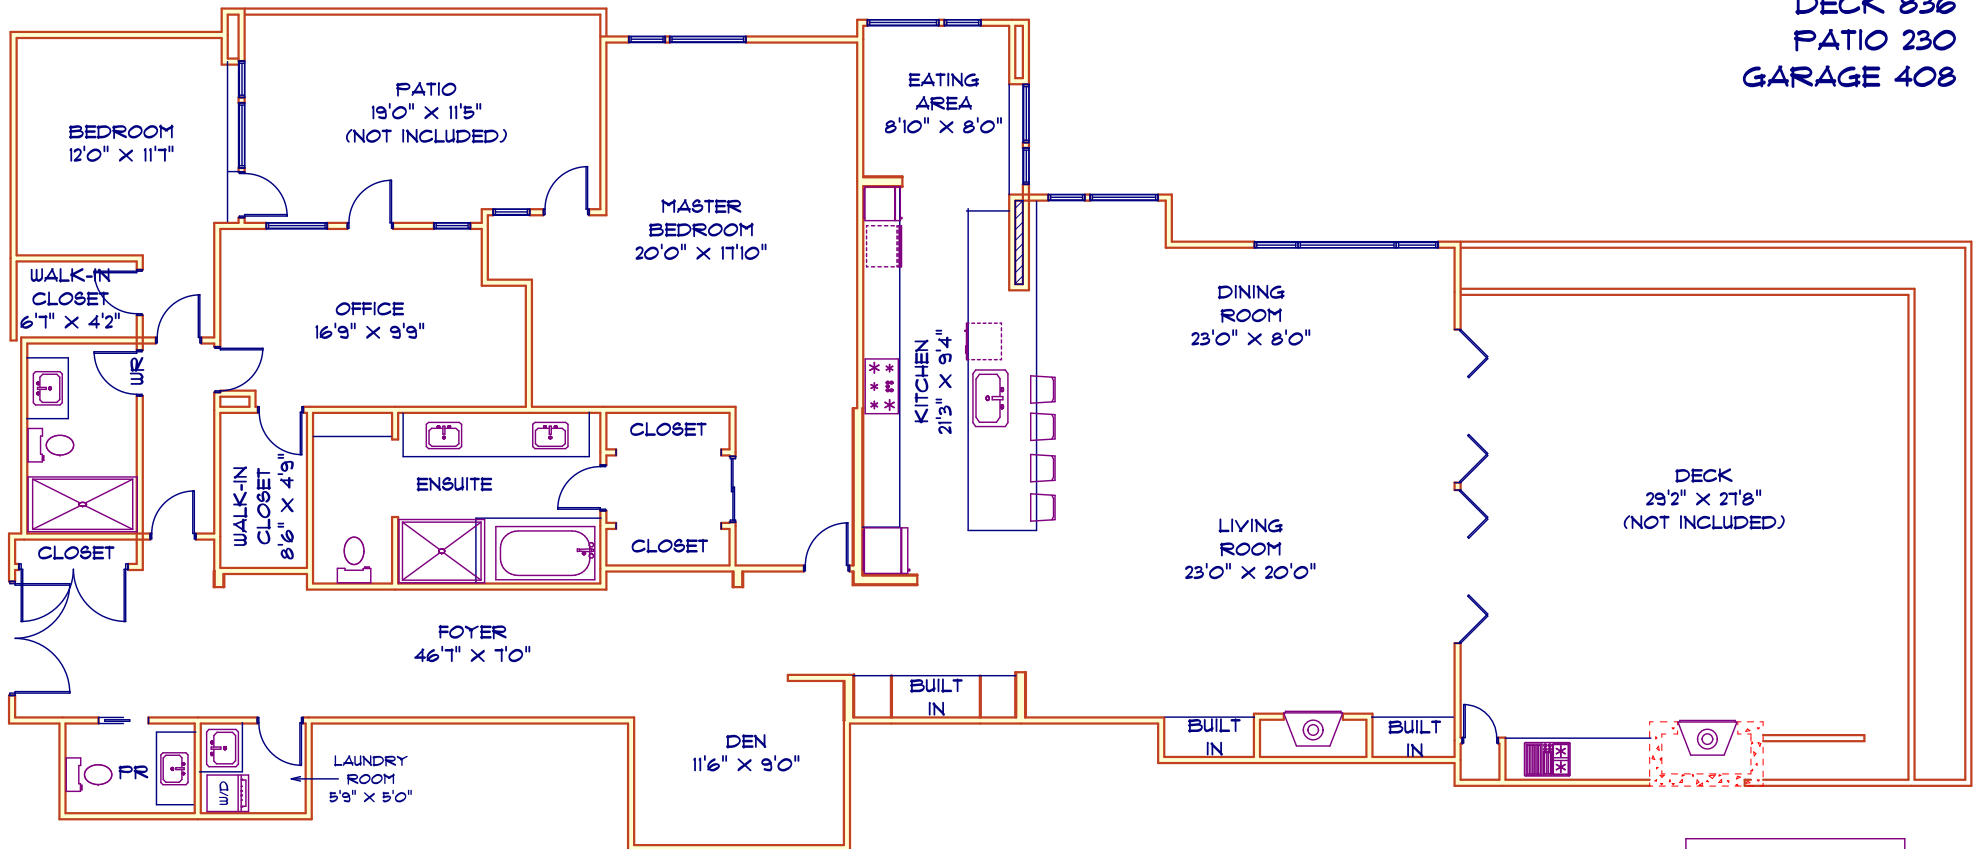 DECK 836
PATIO 230
GARAGE 408
PATIO
19'0" X 11'5"
(NOT INCLUDED)
EATING
AREA
8'10" X 8'0"
BEDROOM
12'0" X 11'7"
MASTER
BEDROOM
20'0" X 17'10"
WALK-IN
CLOSET
6'7" X 4'2"
OFFICE
16'9" X 9'9"
DINING
ROOM
23'0" X 8'0"
WR
KITCHEN
21'3" X 9'4"
CLOSET
WALK-IN
CLOSET
8'6" X 4'9"
ENSUITE
DECK
29'2" X 27'8"
(NOT INCLUDED)
CLOSET
CLOSET
LIVING
ROOM
23'0" X 20'0"
FOYER
46'7" X 7'0"
BUILT
IN
BUILT
IN
BUILT
IN
PR
W/D
LAUNDRY
ROOM
5'9" X 5'0"
DEN
11'6" X 9'0"